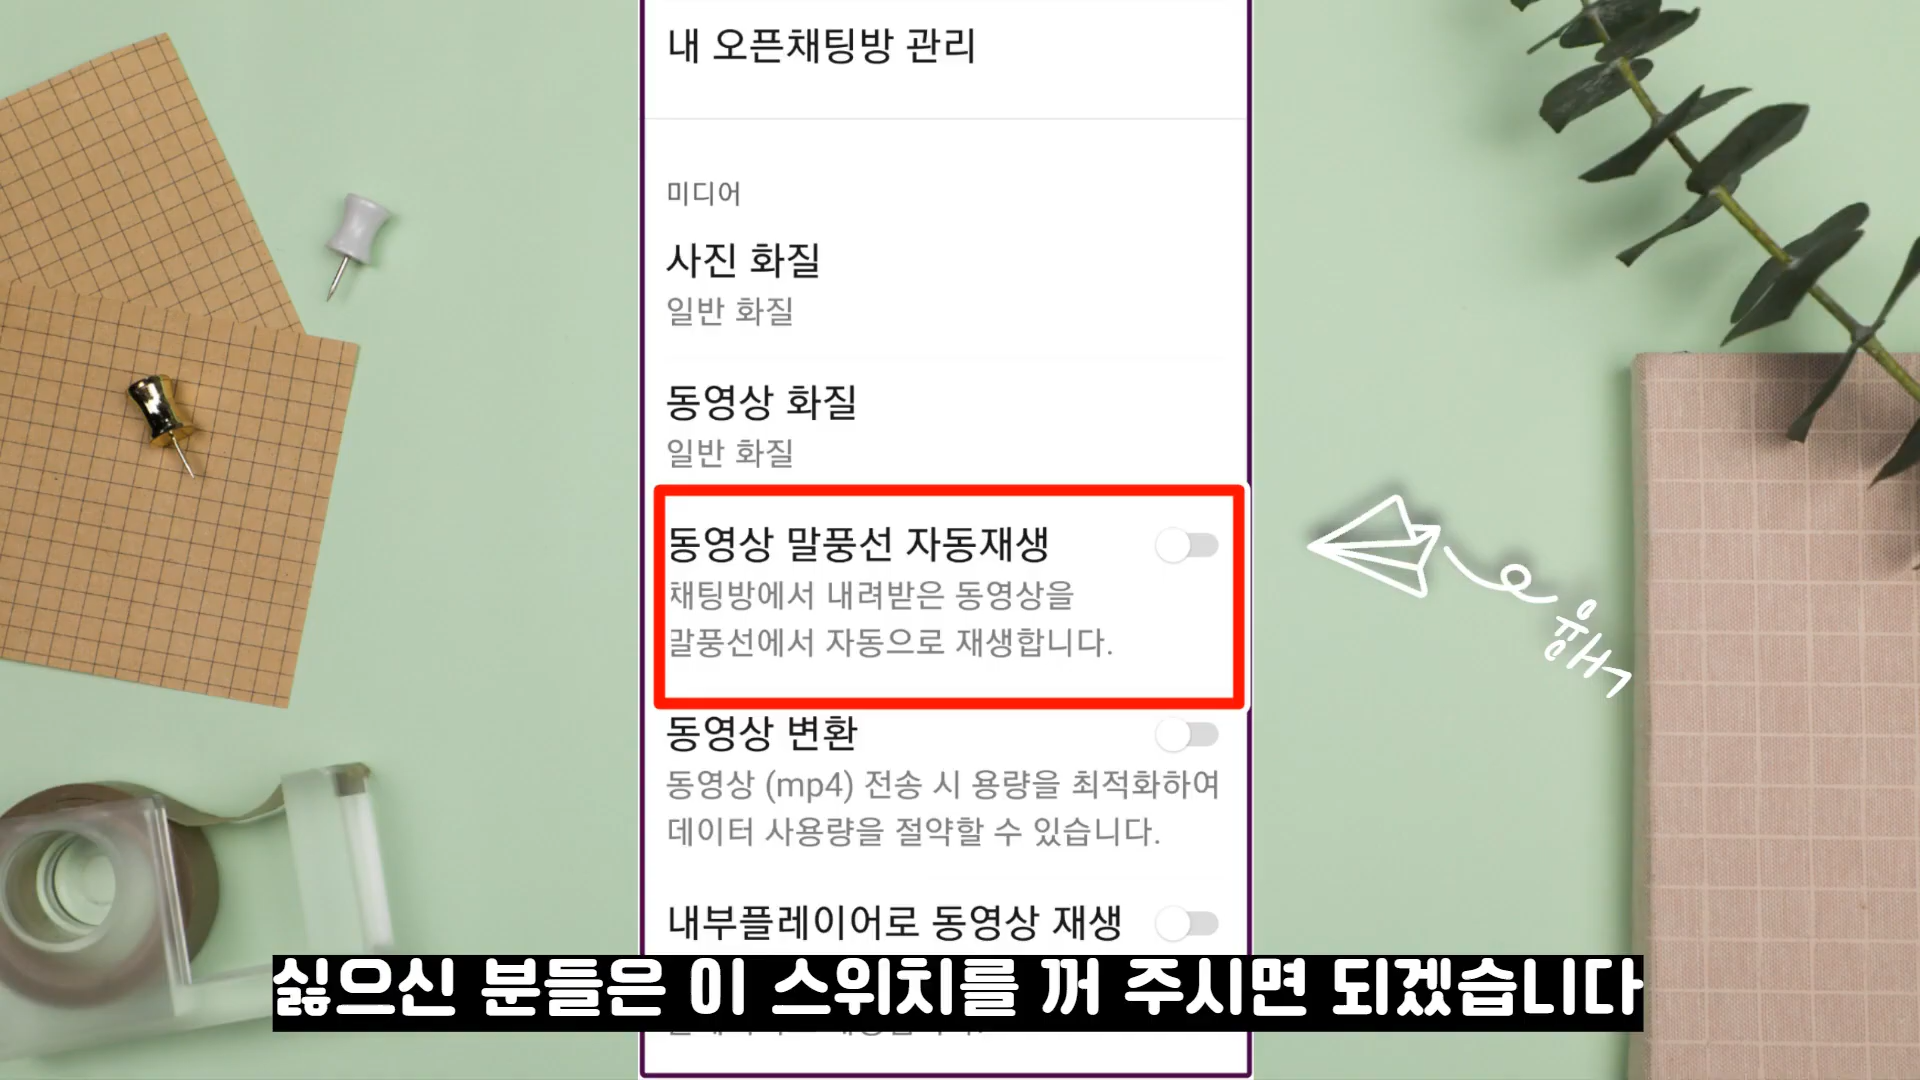 내 오픈채팅방 관리
미디어
사진 화질
일반 화질
동영상 화질
일반 화질
동영상 말풍선 자동재생
채팅방에서 내려받은 동영상을
말풍선에서 자동으로 재생합니다.
동영상 변환
동영상 (mp4) 전송 시 용량을 최적화하여
데이터 사용량을 절약할 수 있습니다.
내부플레이어로 동영상 재생
싫으신 분들은 이 스위치를 꺼 주시면 되겠습니다